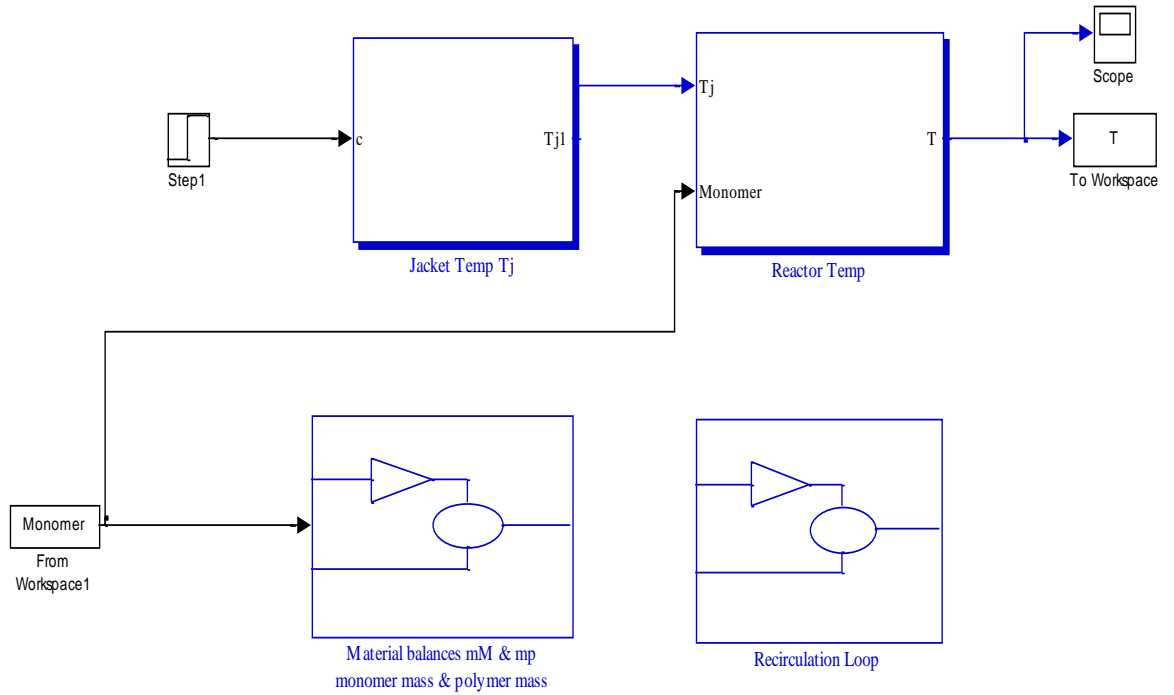 Scope
Step1
c
Tj1
Tj
Monomer
T
T
To Workspace
Jacket Temp Tj
Reactor Temp
Monomer
From
Workspace1
Material balances mM & mp
monomer mass & polymer mass
Recirculation Loop